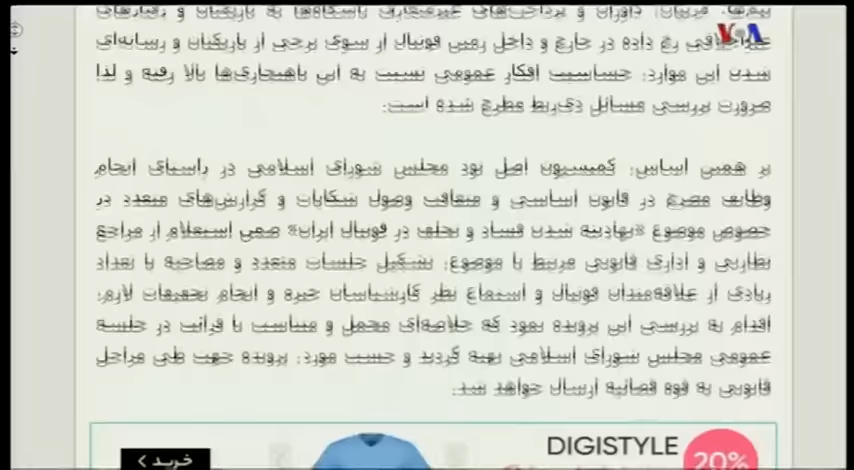 تیم‌ها، مربیان، داوران و پرداخت‌های غیرمتعارف باشگاه‌ها به بازیکنان و رفتارهای
VOA
غیراخلاقی رخ داده در خارج و داخل زمین فوتبال از سوی برخی از بازیکنان و رسانه‌ای
شدن این موارد، حساسیت افکار عمومی نسبت به این ناهنجاری‌ها بالا رفته و لذا
ضرورت بررسی مسائل ذی‌ربط مطرح شده است.
بر همین اساس، کمیسیون اصل نود مجلس شورای اسلامی در راستای انجام
وظایف مصرح در قانون اساسی و متعاقب وصول شکایات و گزارش‌های متعدد در
خصوص موضوع «نهادینه شدن فساد و تخلف در فوتبال ایران» ضمن استعلام از مراجع
نظارتی و اداری قانونی مرتبط با موضوع، تشکیل جلسات متعدد و مصاحبه با تعداد
زیادی از علاقه‌مندان فوتبال و استماع نظر کارشناسان خبره و انجام تحقیقات لازم،
اقدام به بررسی این پرونده نمود که خلاصه‌ای مجمل و متناسب با قرائت در جلسه
عمومی مجلس شورای اسلامی تهیه گردید و حسب مورد، پرونده جهت طی مراحل
قانونی به قوه قضائیه ارسال خواهد شد.
DIGISTYLE
20%
خرید >